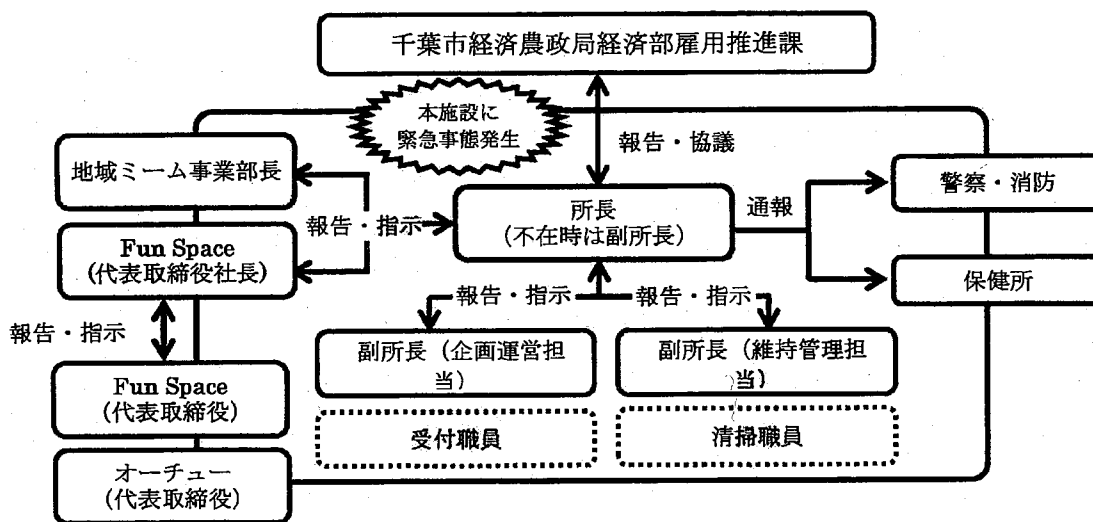 千葉市経済農政局経済部雇用推進課
本施設に
緊急事態発生
報告・協議
地域ミーム事業部長
警察・消防
所長
(不在時は副所長)
通報
報告・指示
Fun Space
(代表取締役社長)
保健所
報告・指示
報告・指示
報告・指示
副所長(企画運営担
当)
副所長(維持管理担
当)
Fun Space
(代表取締役)
受付職員
清掃職員
オーチュー
(代表取締役)